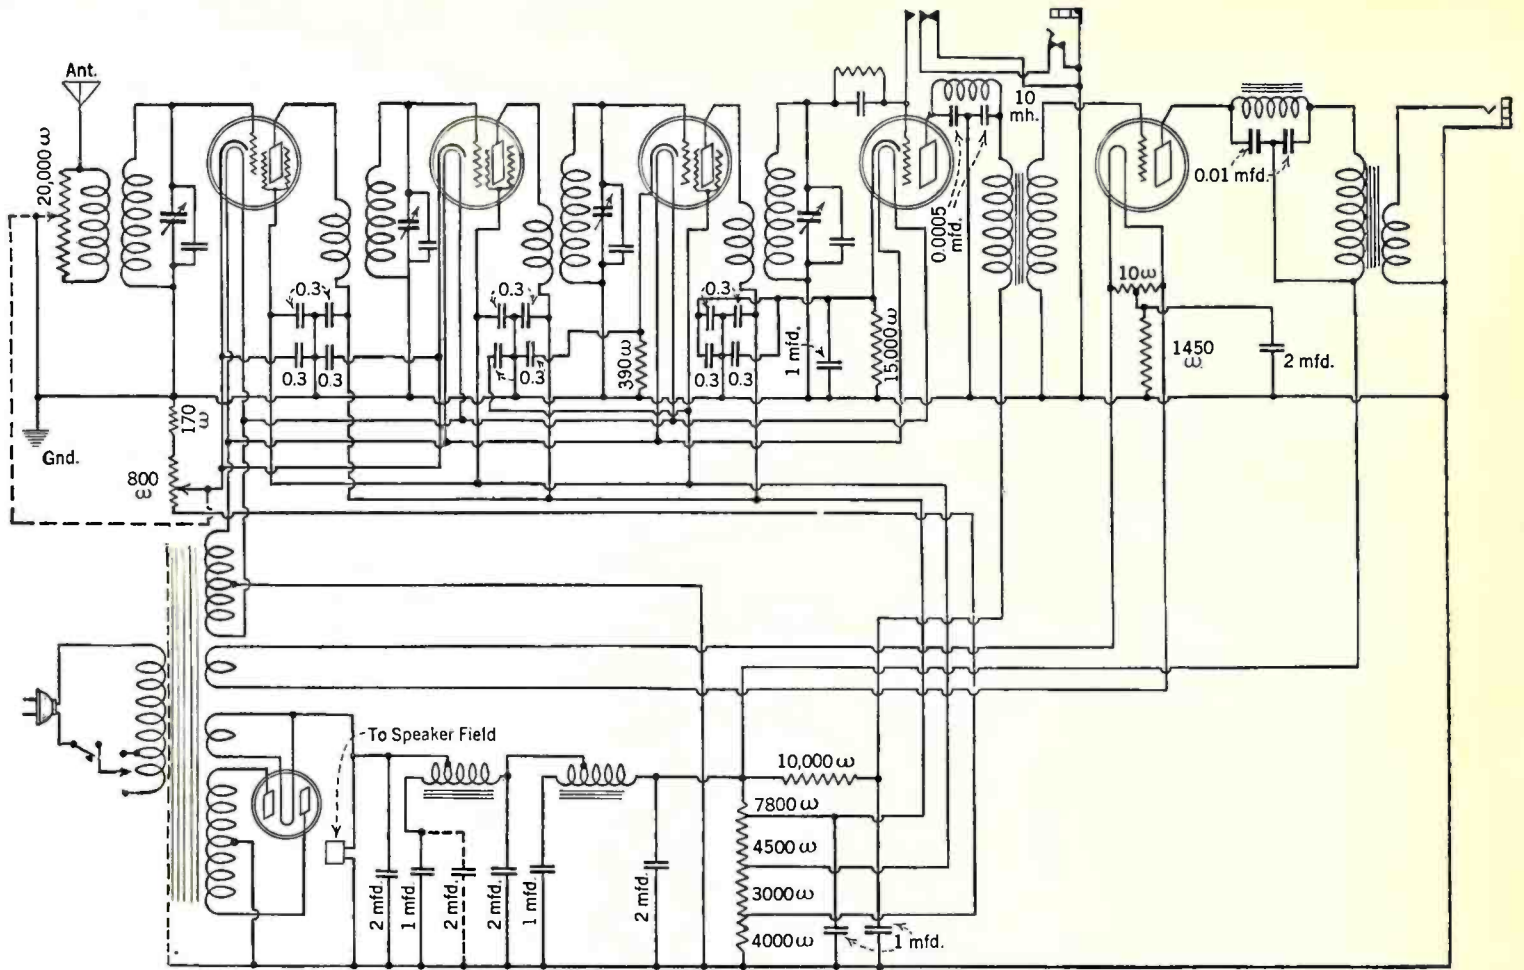 Ant.
20,000 ω
10
mh.
0.01 mfd.
0.0005
mfd.
10 ω
0.3
0.3
0.3
1450
ω
2 mfd.
390 ω
1 mfd.
15,000 ω
0.3
0.3
0.3
0.3
0.3
170
ω
Gnd.
800
ω
To Speaker Field
10,000 ω
7800 ω
4500 ω
3000 ω
4000 ω
2 mfd.
1 mfd.
2 mfd.
2 mfd.
1 mfd.
2 mfd.
1 mfd.